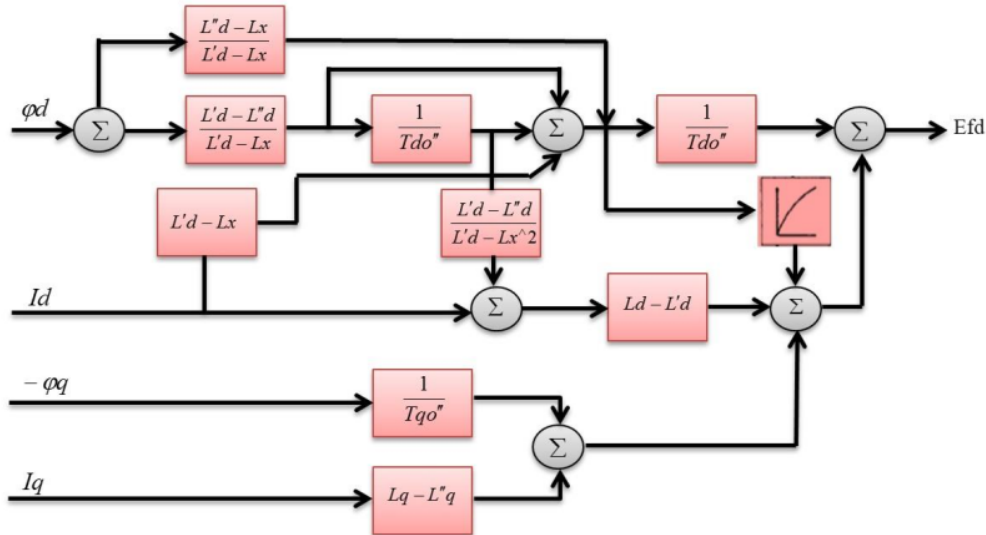 L"d – Lx
L'd – Lx
φd
Σ
L'd – L"d
L'd – Lx
1
Tdo"
Σ
1
Tdo"
Σ
Efd
L'd – Lx
L'd – L"d
L'd – Lx^2
Id
Σ
Ld – L'd
Σ
– φq
1
Tqo"
Σ
Iq
Lq – L"q